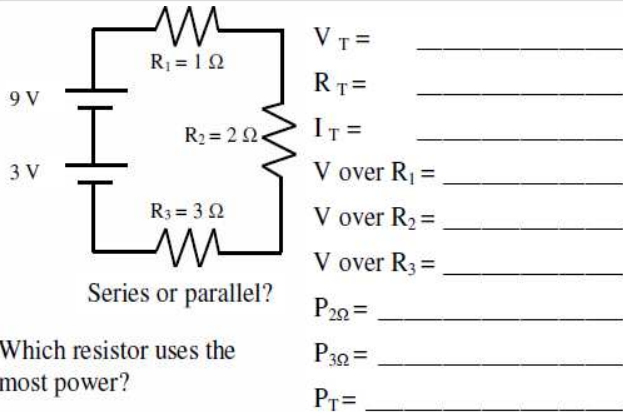 R₁ = 1 Ω
9 V
R₂ = 2 Ω
3 V
R₃ = 3 Ω
Series or parallel?
Which resistor uses the
most power?
V T =
R T =
I T =
V over R₁ =
V over R₂ =
V over R₃ =
P₂Ω =
P₃Ω =
PT =